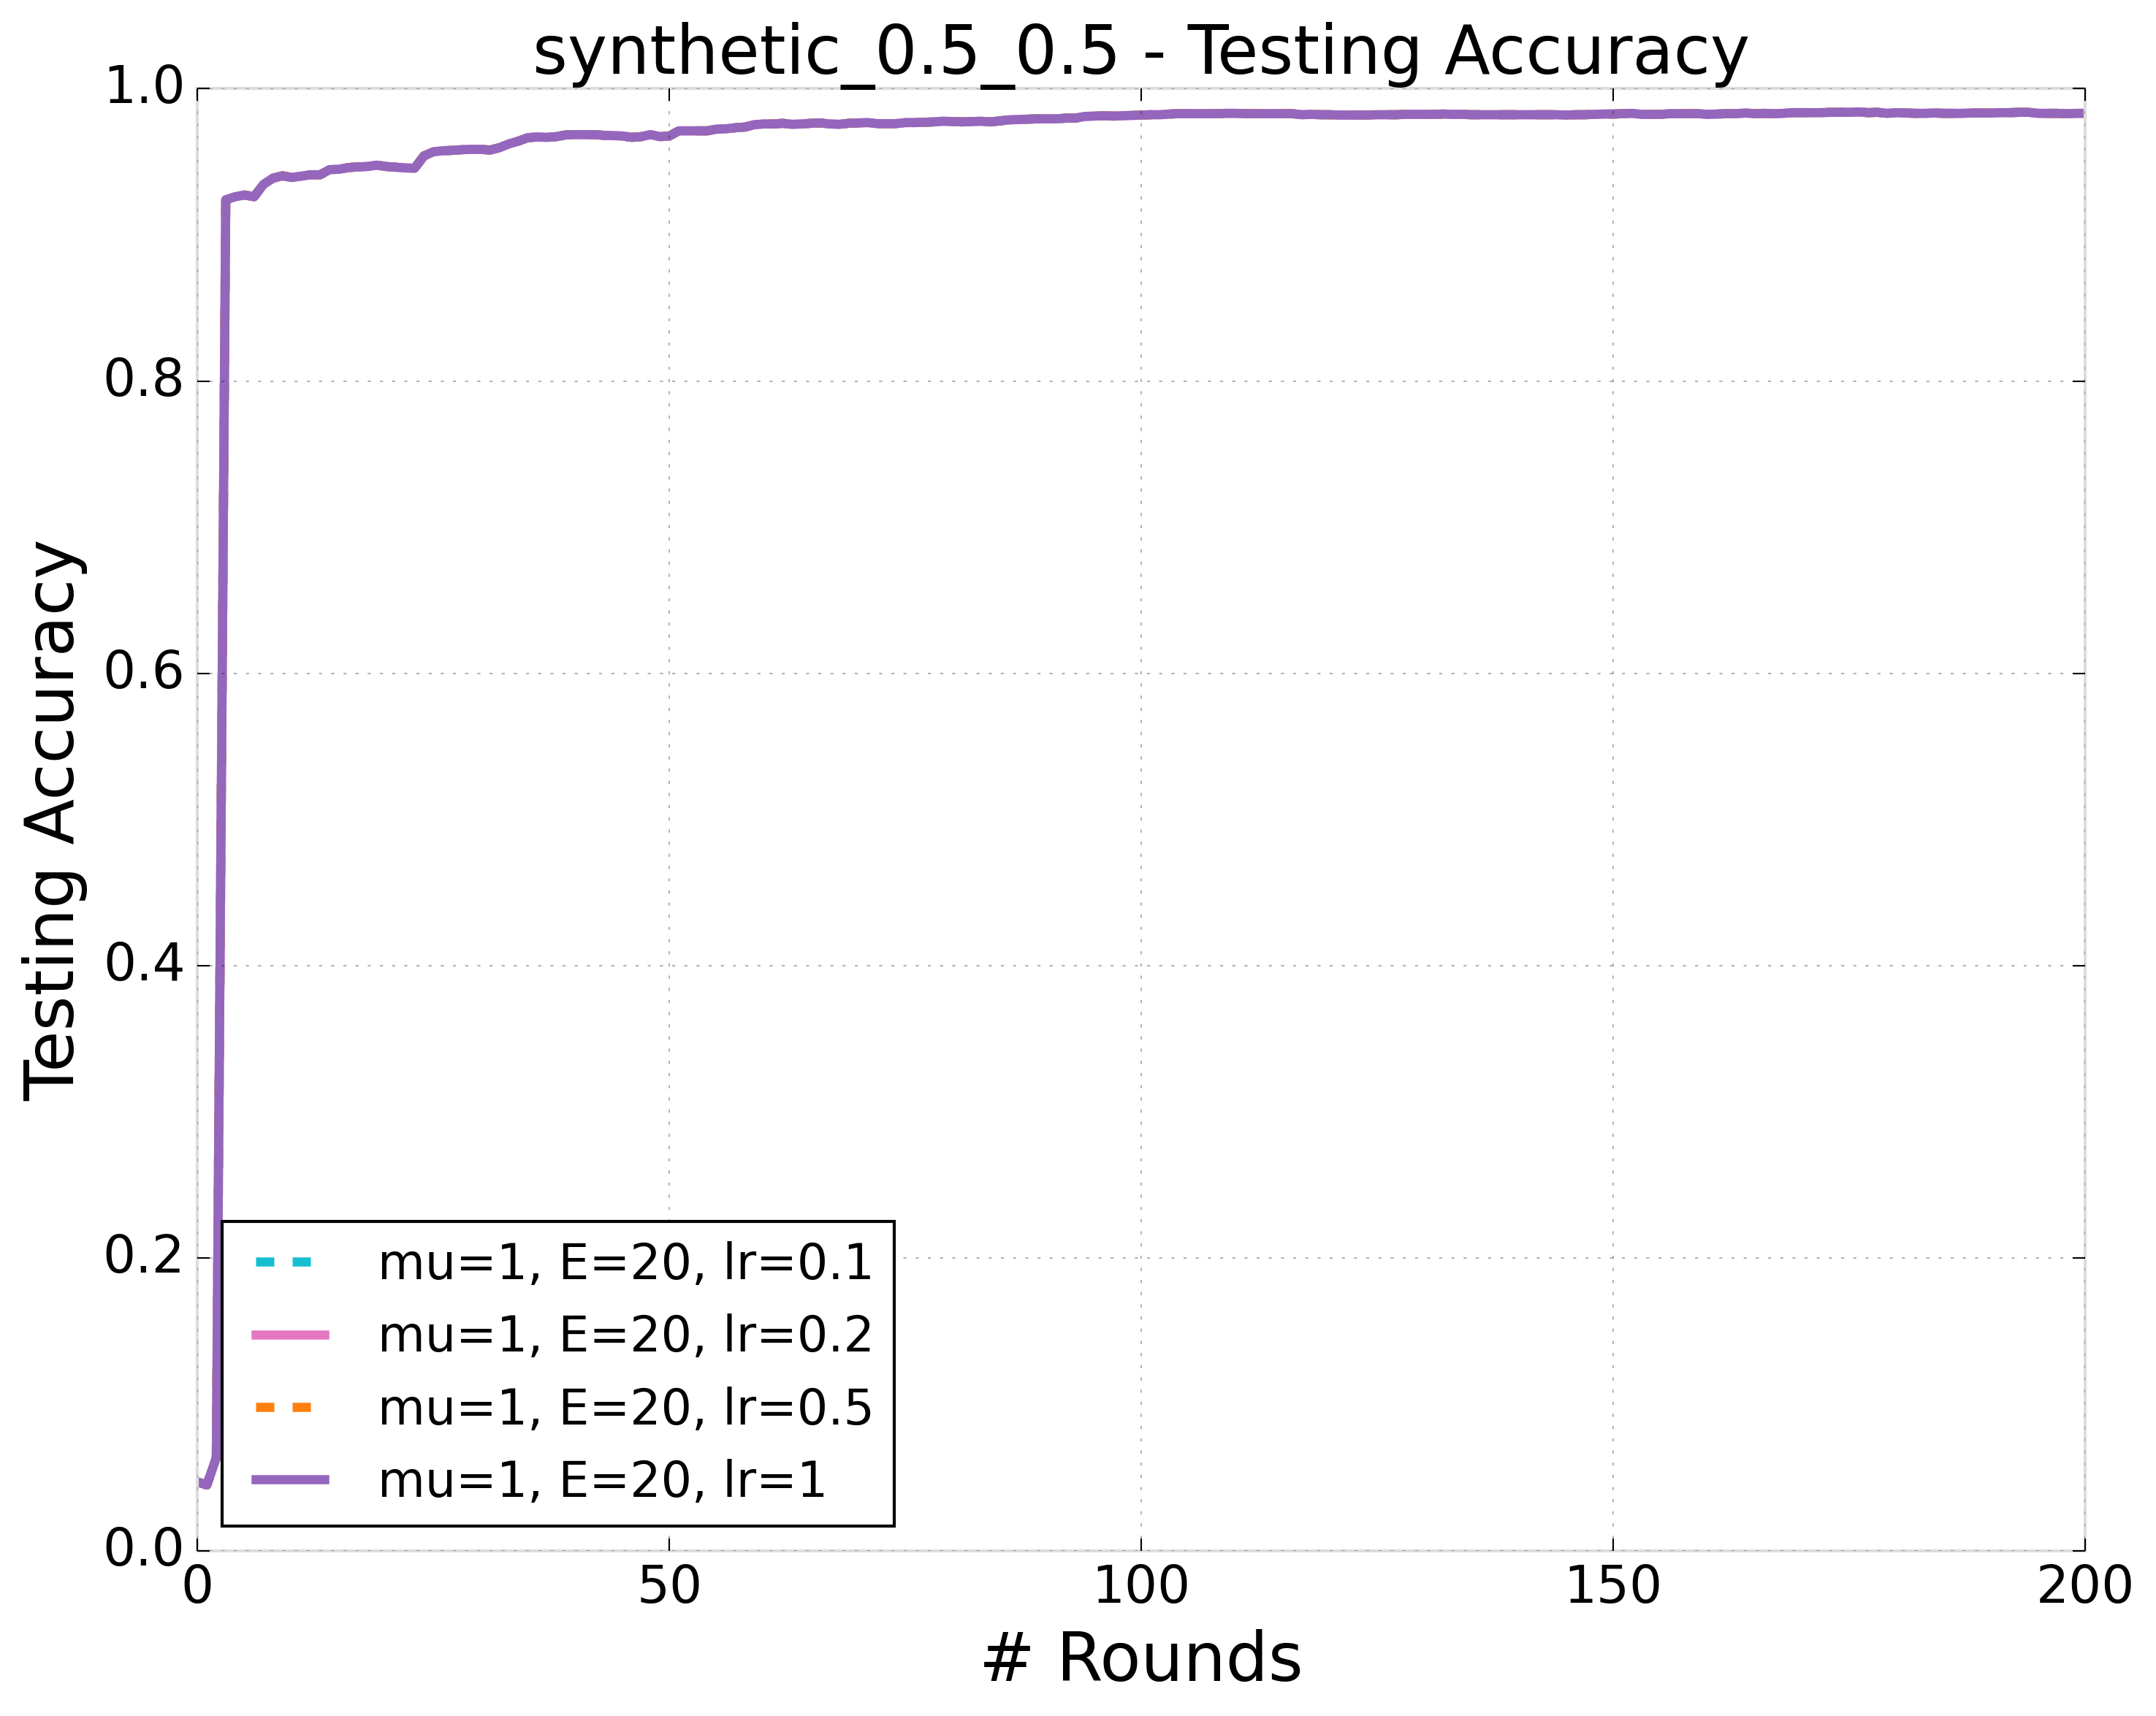 synthetic_0.5_0.5 - Testing Accuracy
1.0
0.8
0.6
0.4
0.2
0.0
Testing Accuracy
mu=1, E=20, lr=0.1
mu=1, E=20, lr=0.2
mu=1, E=20, lr=0.5
mu=1, E=20, lr=1
0 50 100 150 200
# Rounds